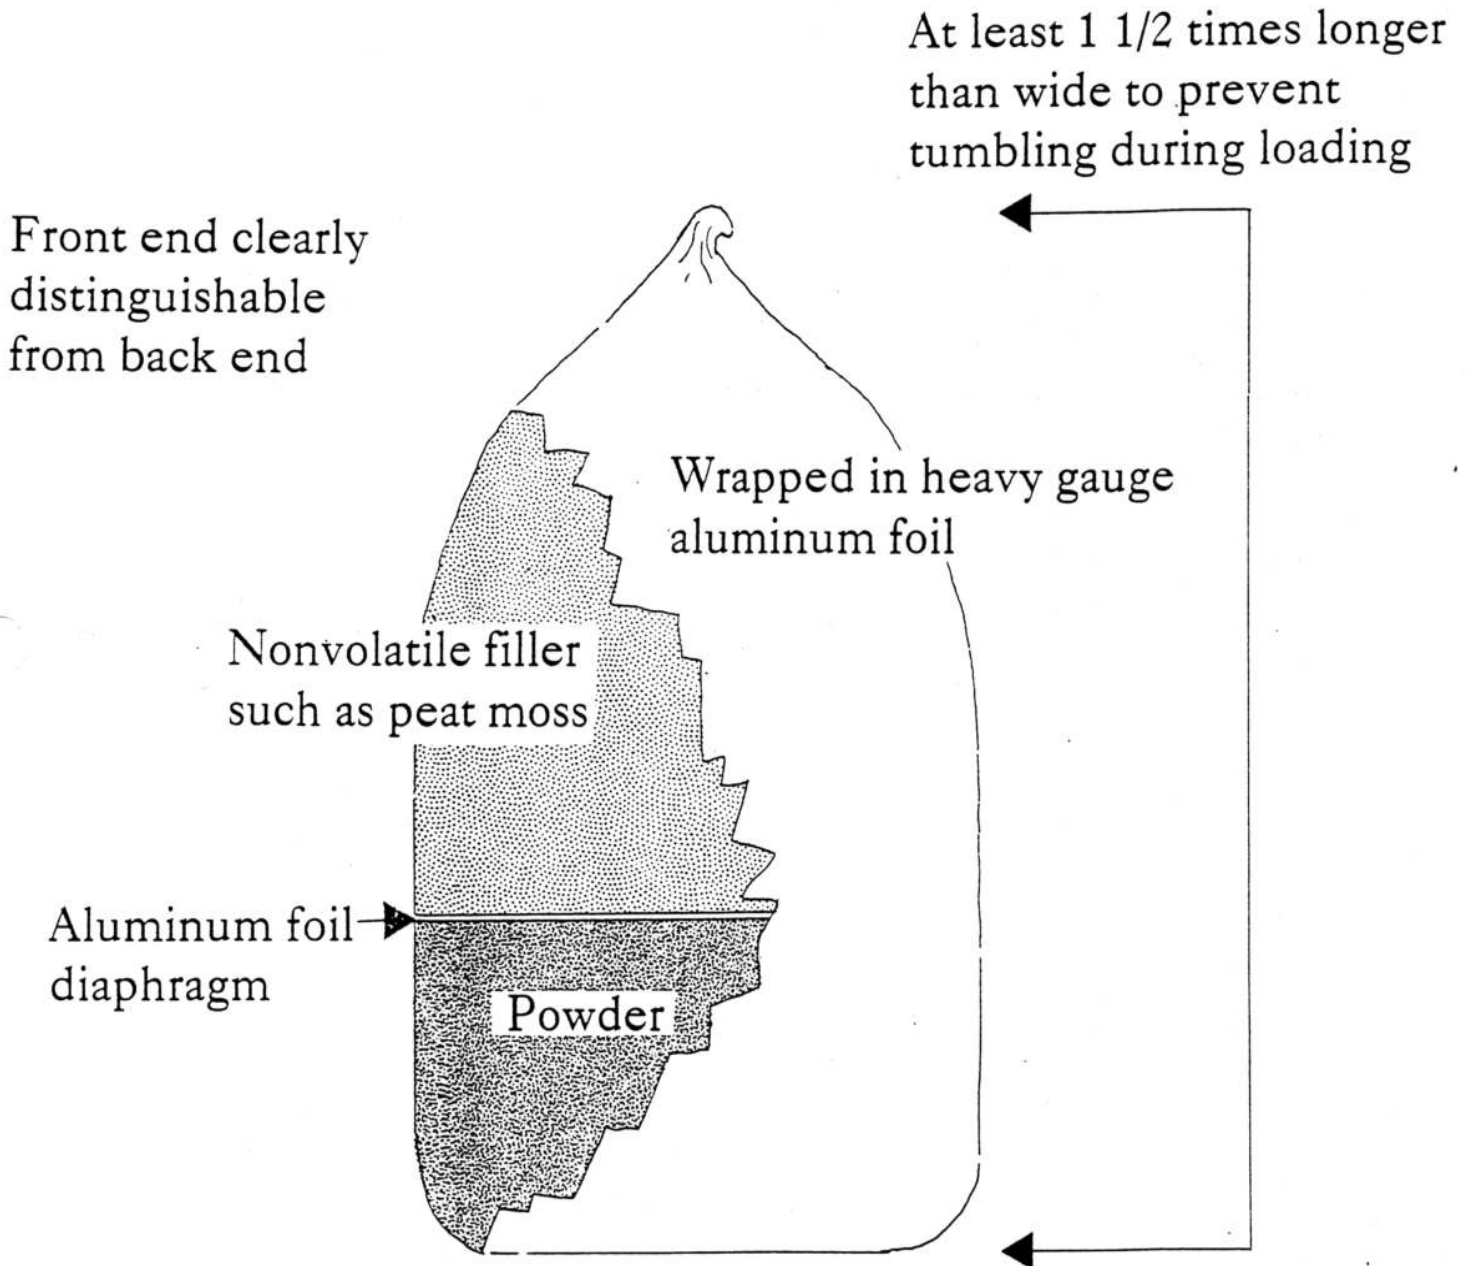 At least 1 1/2 times longer
than wide to prevent
tumbling during loading
Front end clearly
distinguishable
from back end
Wrapped in heavy gauge
aluminum foil
Nonvolatile filler
such as peat moss
Aluminum foil
diaphragm
Powder